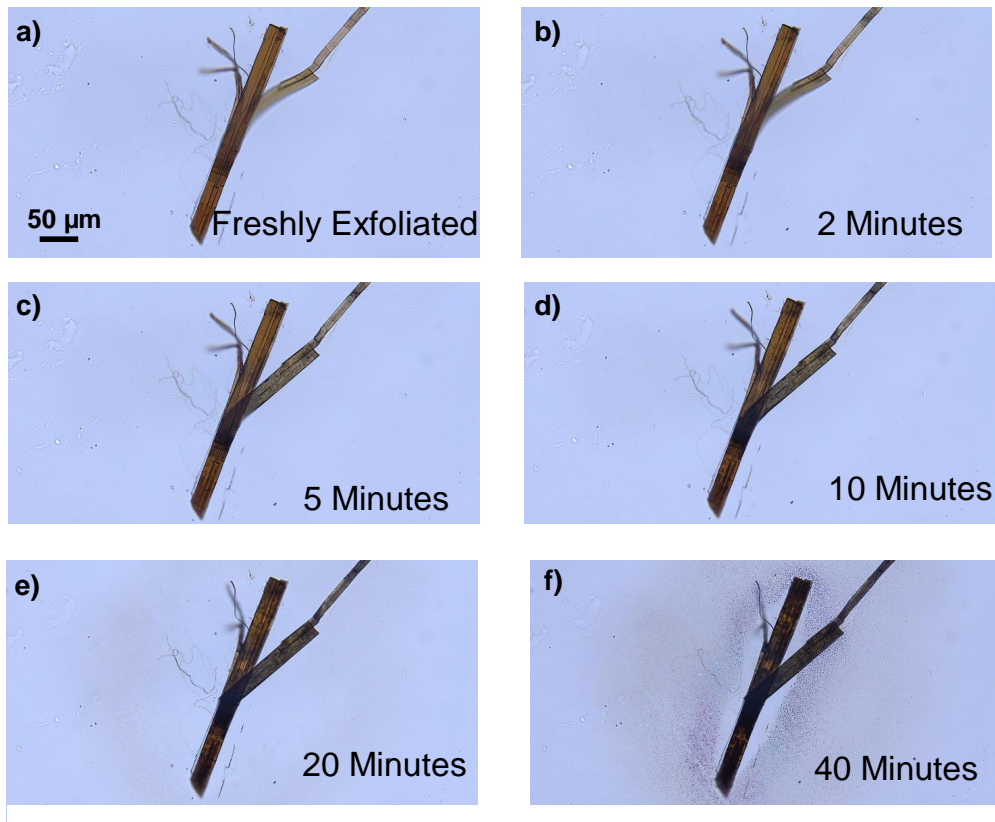 a)
50 µm
Freshly Exfoliated
b)
2 Minutes
c)
5 Minutes
d)
10 Minutes
e)
20 Minutes
f)
40 Minutes